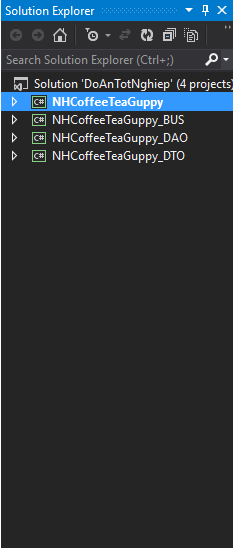 Solution Explorer
Search Solution Explorer (Ctrl+;)
Solution 'DoAnTotNghiep' (4 projects)
C# NHCoffeeTeaGuppy
C# NHCoffeeTeaGuppy_BUS
C# NHCoffeeTeaGuppy_DAO
C# NHCoffeeTeaGuppy_DTO